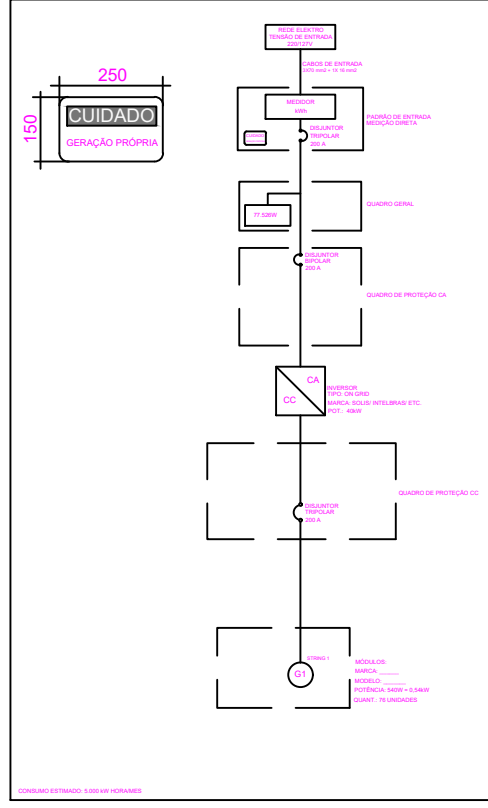 REDE ELEKTRO
TENSÃO DE ENTRADA
220/127V
CABOS DE ENTRADA
3X70 mm2 + 1X 16 mm2
250
150
CUIDADO
GERAÇÃO PRÓPRIA
MEDIDOR
kWh
CUIDADO
DISJUNTOR
TRIPOLAR
200 A
PADRÃO DE ENTRADA
MEDIÇÃO DIRETA
77.526W
QUADRO GERAL
DISJUNTOR
BIPOLAR
200 A
QUADRO DE PROTEÇÃO CA
CA
CC
INVERSOR
TIPO: ON GRID
MARCA: SOLIS/ INTELBRAS/ ETC.
POT.: 40kW
QUADRO DE PROTEÇÃO CC
DISJUNTOR
TRIPOLAR
200 A
STRING 1
G1
MÓDULOS:
MARCA: ______
MODELO: _______
POTÊNCIA: 540W = 0,54kW
QUANT.: 76 UNIDADES
CONSUMO ESTIMADO: 5.000 kW HORA/MES